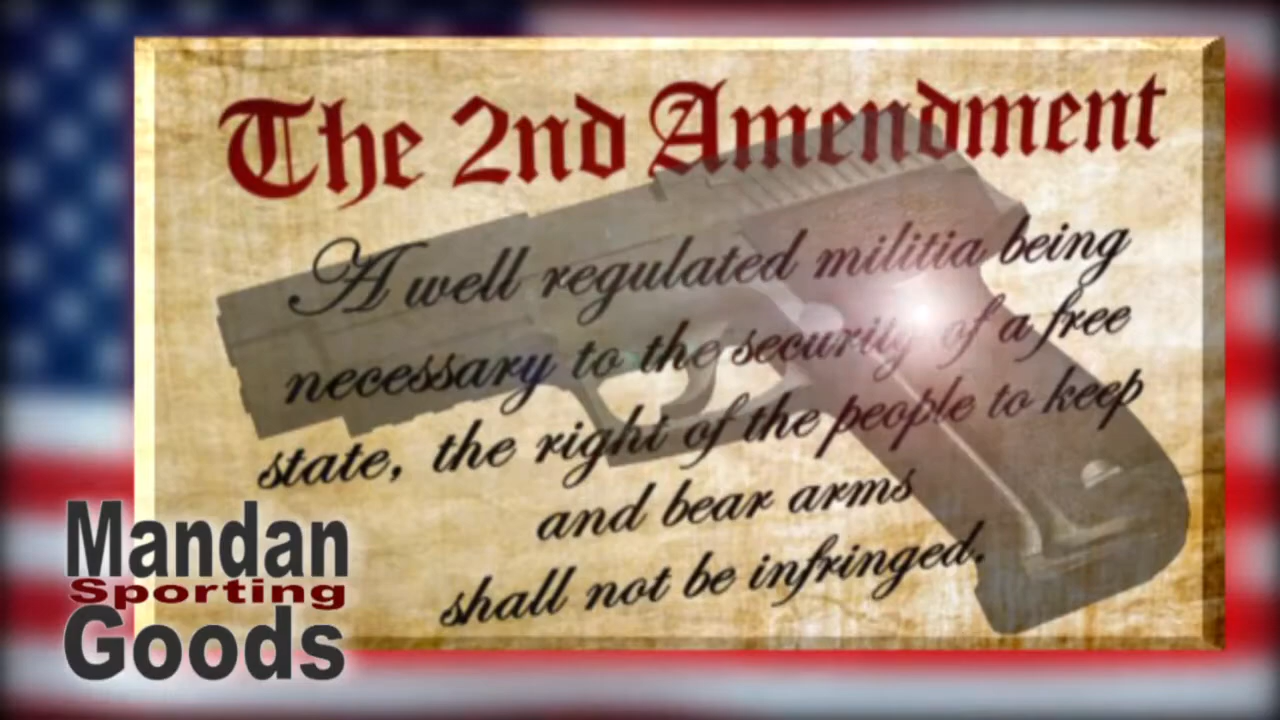 The 2nd Amendment
A well regulated militia being
necessary to the security of a free
state, the right of the people to keep
and bear arms
shall not be infringed.
Mandan
Sporting
Goods